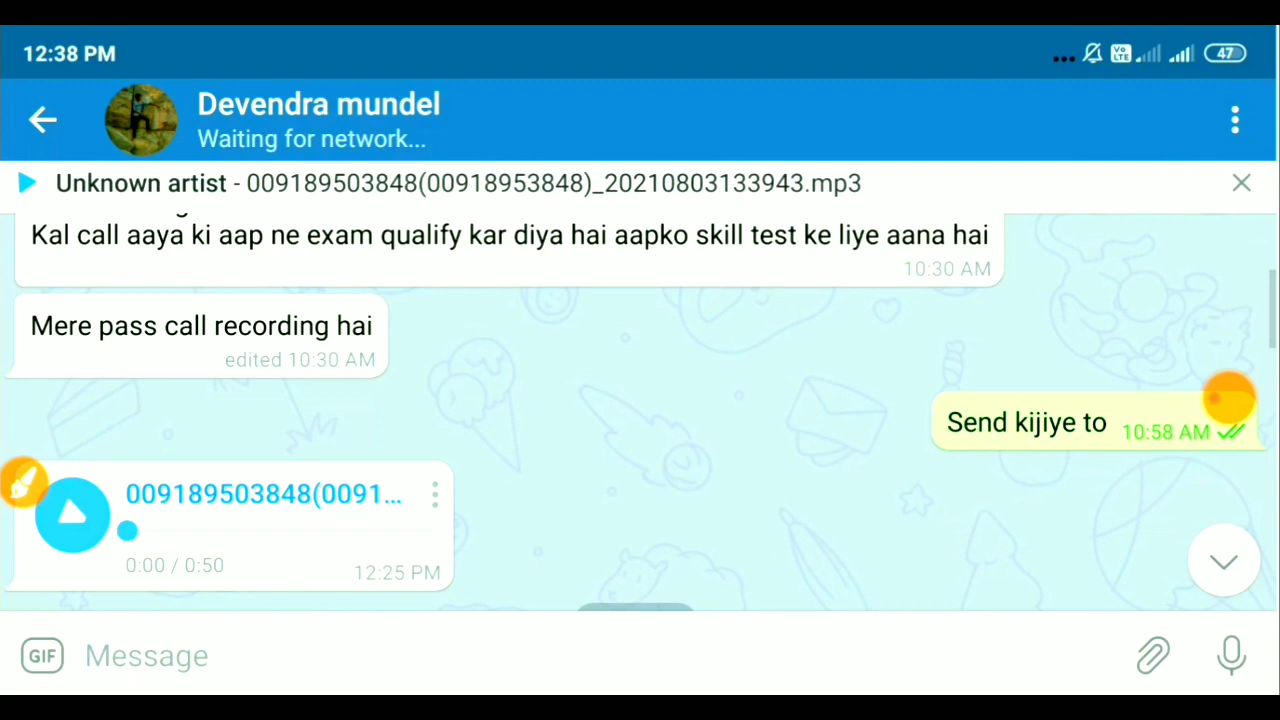 12:38 PM
Vo LTE
47
Devendra mundel
Waiting for network...
Unknown artist - 009189503848(00918953848)_20210803133943.mp3
Kal call aaya ki aap ne exam qualify kar diya hai aapko skill test ke liye aana hai
10:30 AM
Mere pass call recording hai
edited 10:30 AM
Send kijiye to
10:58 AM
009189503848(0091...
0:00 / 0:50
12:25 PM
GIF
Message